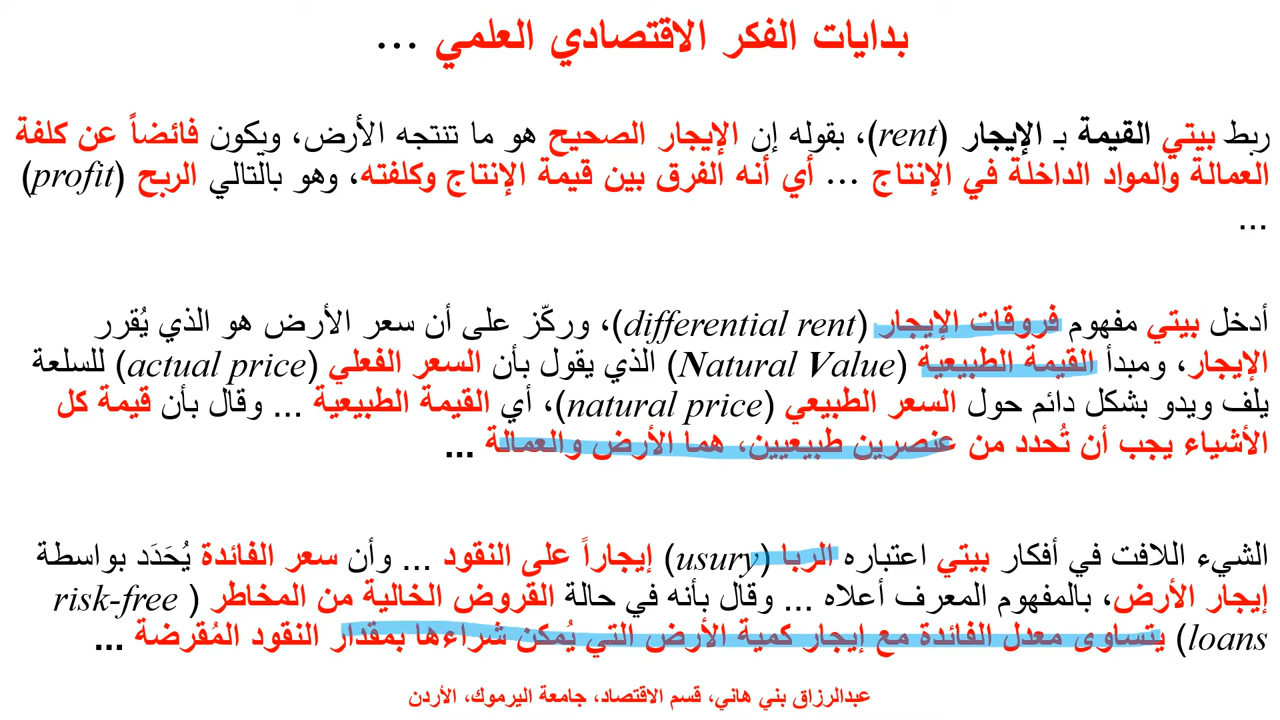 بدايات الفكر الاقتصادي العلمي ...
ربط بيتي القيمة بـ الإيجار (rent)، بقوله إن الإيجار الصحيح هو ما تنتجه الأرض، ويكون فائضاً عن كلفة
العمالة والمواد الداخلة في الإنتاج ... أي أنه الفرق بين قيمة الإنتاج وكلفته، وهو بالتالي الربح (profit)
...
أدخل بيتي مفهوم فروقات الإيجار (differential rent)، وركّز على أن سعر الأرض هو الذي يُقرر
الإيجار، ومبدأ القيمة الطبيعية (Natural Value) الذي يقول بأن السعر الفعلي (actual price) للسلعة
يلف ويدو بشكل دائم حول السعر الطبيعي (natural price)، أي القيمة الطبيعية ... وقال بأن قيمة كل
الأشياء يجب أن تُحدد من عنصرين طبيعيين، هما الأرض والعمالة ...
الشيء اللافت في أفكار بيتي اعتباره الربا (usury) إيجاراً على النقود ... وأن سعر الفائدة يُحَدَد بواسطة
إيجار الأرض، بالمفهوم المعرف أعلاه ... وقال بأنه في حالة القروض الخالية من المخاطر (risk-free
loans) يتساوى معدل الفائدة مع إيجار كمية الأرض التي يُمكن شراءها بمقدار النقود المُقرضة ...
عبدالرزاق بني هاني، قسم الاقتصاد، جامعة اليرموك، الأردن